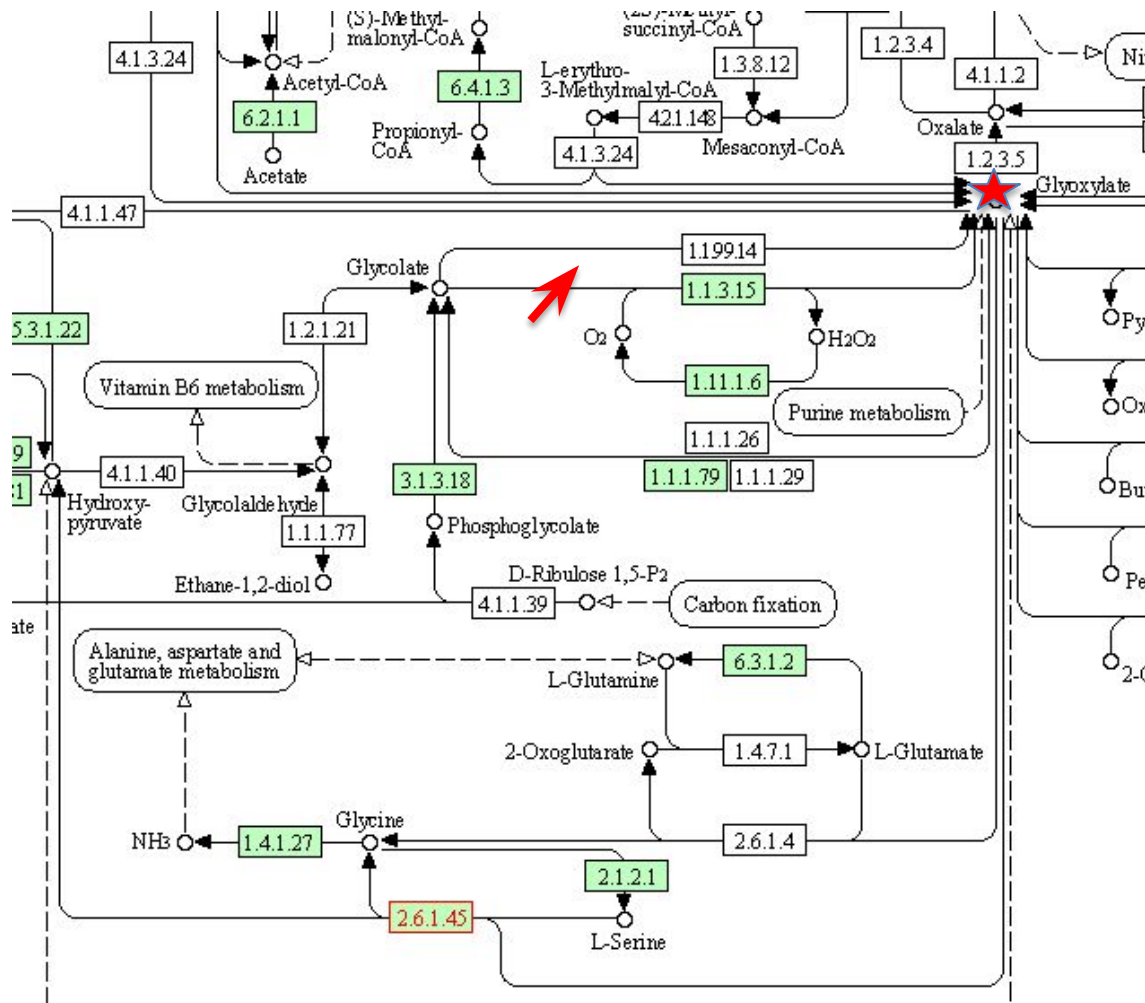 (S)-Methyl-
malonyl-CoA
succinyl-CoA
4.1.3.24
1.2.3.4
Acetyl-CoA
6.4.1.3
L-erythro-
3-Methylmalyl-CoA
1.3.8.12
4.1.1.2
6.2.1.1
Propionyl-
CoA
4.2.1.148
Mesaconyl-CoA
Oxalate
Acetate
4.1.3.24
1.2.3.5
Glyoxylate
4.1.1.47
Glycolate
1.1.99.14
5.3.1.22
1.2.1.21
1.1.3.15
O2
H2O2
Vitamin B6 metabolism
1.11.1.6
Purine metabolism
1.1.1.26
4.1.1.40
3.1.3.18
1.1.1.79
1.1.1.29
Hydroxy-
pyruvate
Glycolaldehyde
1.1.1.77
Phosphoglycolate
Ethane-1,2-diol
D-Ribulose 1,5-P2
4.1.1.39
Carbon fixation
Alanine, aspartate and
glutamate metabolism
6.3.1.2
L-Glutamine
2-Oxoglutarate
1.4.7.1
L-Glutamate
Glycine
NH3
1.4.1.27
2.6.1.4
2.1.2.1
2.6.1.45
L-Serine